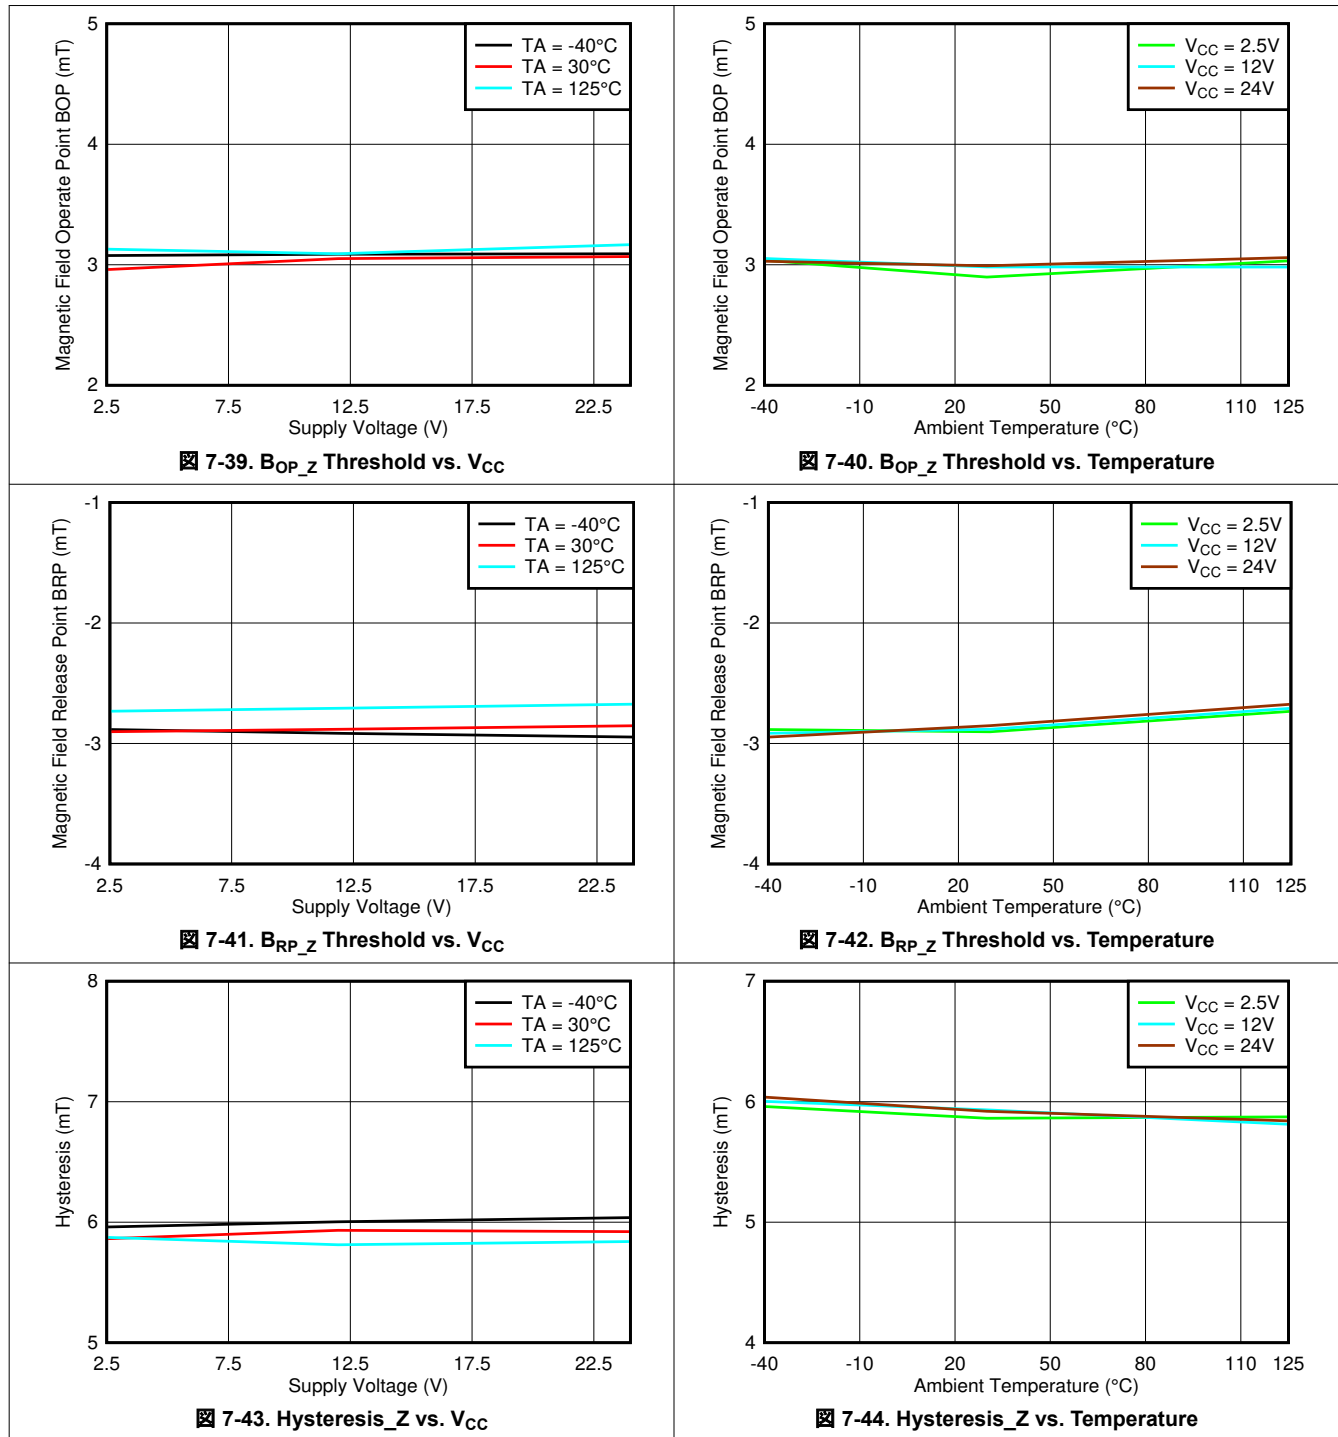 Magnetic Field Operate Point BOP (mT)
5
4
3
2
TA = -40°C
TA = 30°C
TA = 125°C
2.5 7.5 12.5 17.5 22.5
Supply Voltage (V)
図 7-39. BOP_Z Threshold vs. VCC
Magnetic Field Operate Point BOP (mT)
5
4
3
2
VCC = 2.5V
VCC = 12V
VCC = 24V
-40 -10 20 50 80 110 125
Ambient Temperature (°C)
図 7-40. BOP_Z Threshold vs. Temperature
Magnetic Field Release Point BRP (mT)
-1
-2
-3
-4
TA = -40°C
TA = 30°C
TA = 125°C
2.5 7.5 12.5 17.5 22.5
Supply Voltage (V)
図 7-41. BRP_Z Threshold vs. VCC
Magnetic Field Release Point BRP (mT)
-1
-2
-3
-4
VCC = 2.5V
VCC = 12V
VCC = 24V
-40 -10 20 50 80 110 125
Ambient Temperature (°C)
図 7-42. BRP_Z Threshold vs. Temperature
Hysteresis (mT)
8
7
6
5
TA = -40°C
TA = 30°C
TA = 125°C
2.5 7.5 12.5 17.5 22.5
Supply Voltage (V)
図 7-43. Hysteresis_Z vs. VCC
Hysteresis (mT)
7
6
5
4
VCC = 2.5V
VCC = 12V
VCC = 24V
-40 -10 20 50 80 110 125
Ambient Temperature (°C)
図 7-44. Hysteresis_Z vs. Temperature